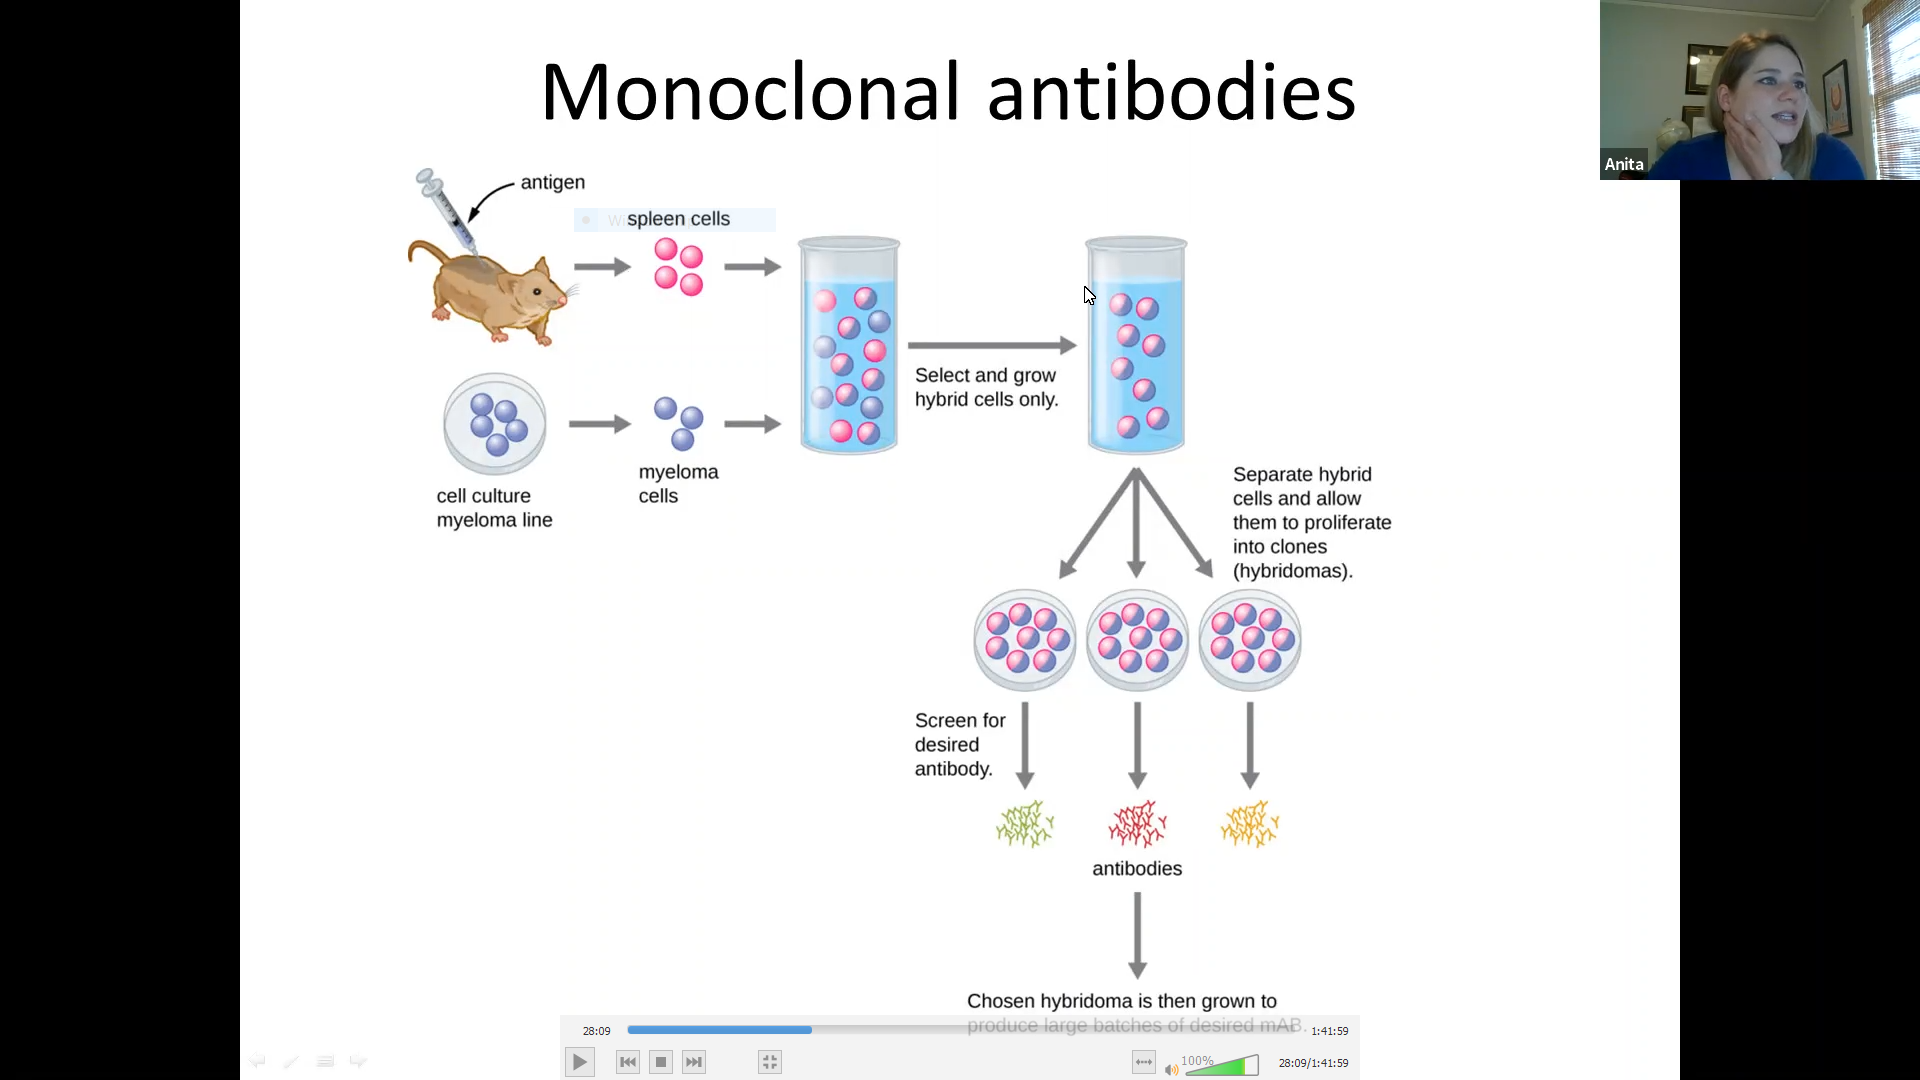 Monoclonal antibodies
Anita
antigen
spleen cells
Select and grow
hybrid cells only.
cell culture
myeloma line
myeloma
cells
Separate hybrid
cells and allow
them to proliferate
into clones
(hybridomas).
Screen for
desired
antibody.
antibodies
Chosen hybridoma is then grown to
produce large batches of desired mAB.
28:09
1:41:59
100%
28:09/1:41:59